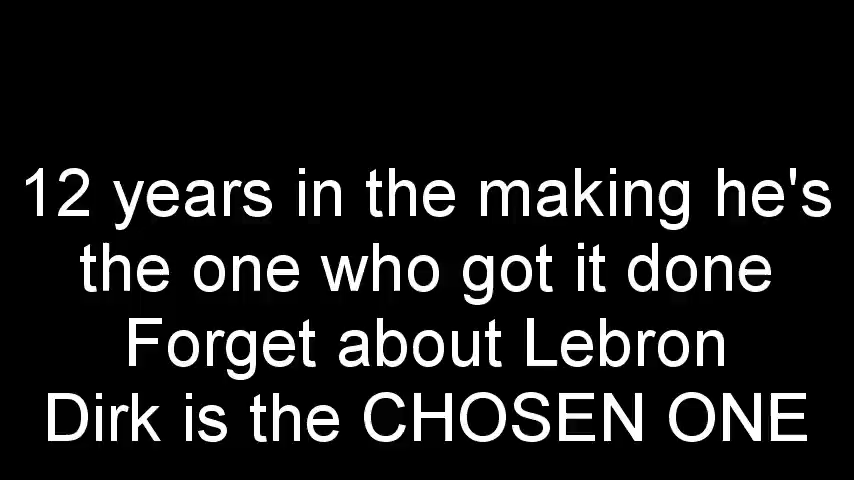 12 years in the making he's
the one who got it done
Forget about Lebron
Dirk is the CHOSEN ONE